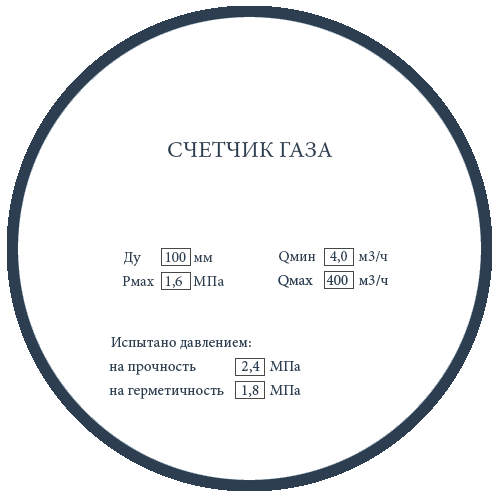 СЧЕТЧИК ГАЗА
Ду 100 мм Qмин 4,0 м3/ч
Рмах 1,6 МПа Qмах 400 м3/ч
Испытано давлением:
на прочность 2,4 МПа
на герметичность 1,8 МПа